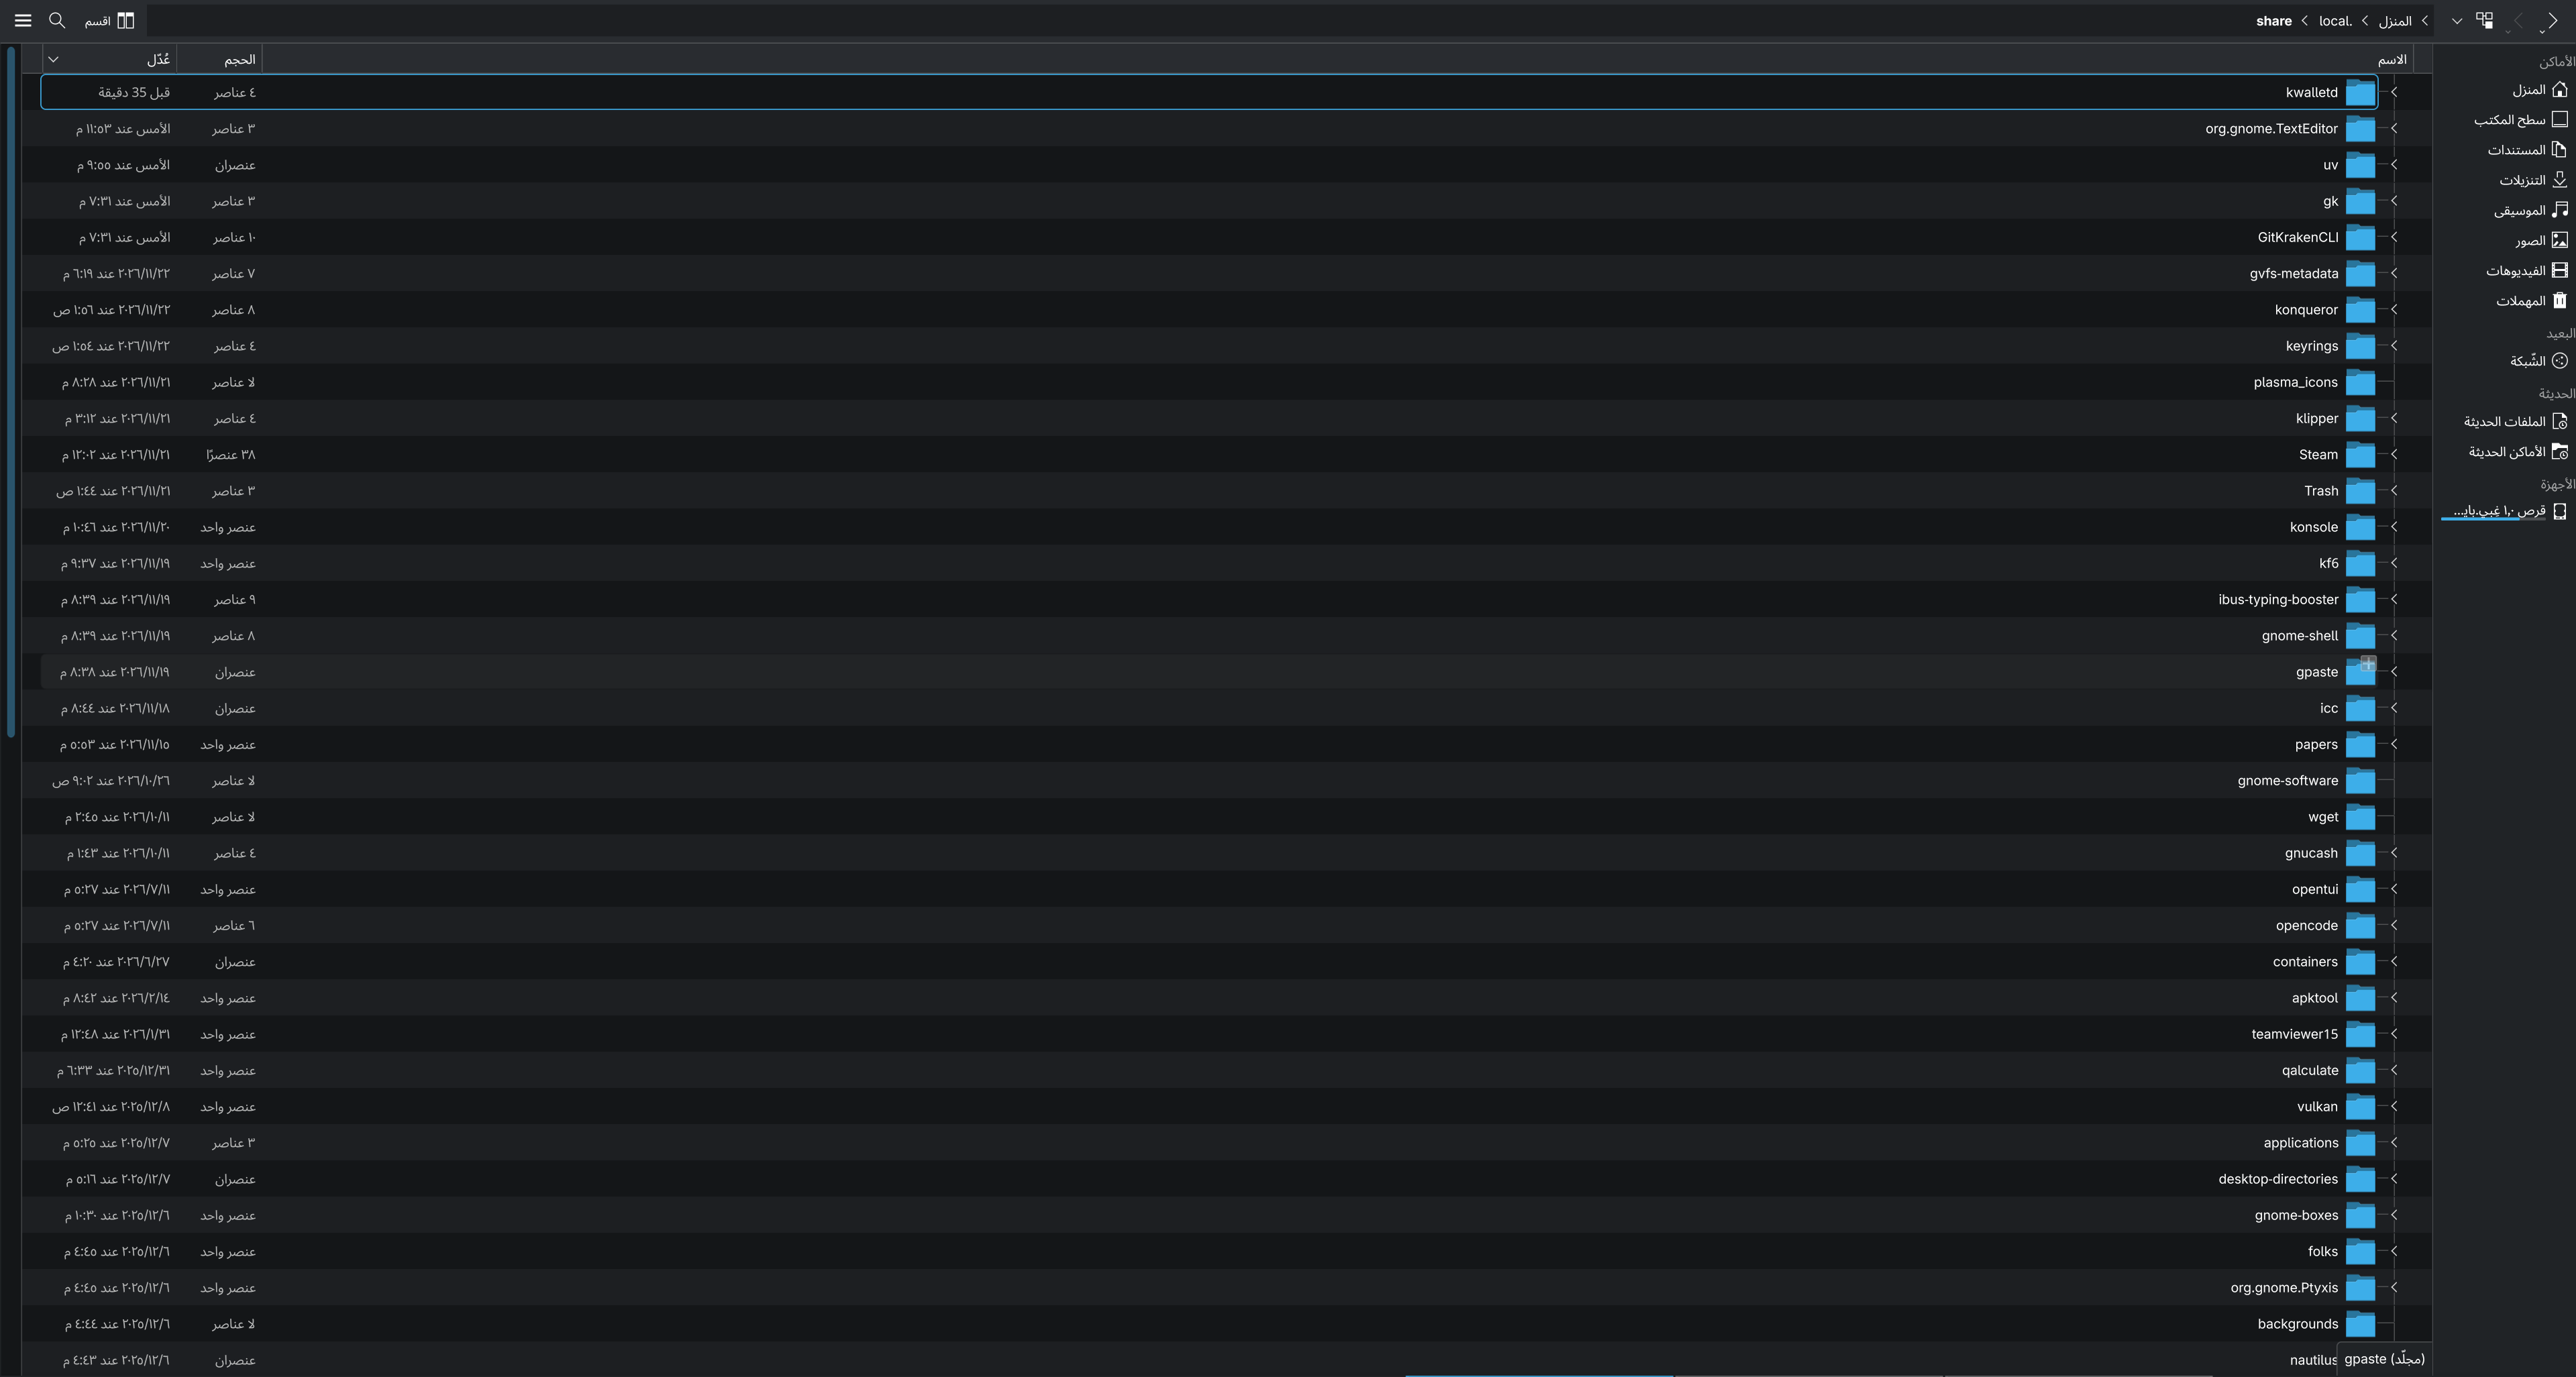 المنزل
.local
share
اقسم
الأماكن
المنزل
سطح المكتب
المستندات
التنزيلات
الموسيقى
الصور
الفيديوهات
المهملات
البعيد
الشّبكة
الحديثة
الملفات الحديثة
الأماكن الحديثة
الأجهزة
قرص ١٫٠ غِبي.باي...
الاسم الحجم عُدّل
kwalletd ٤ عناصر قبل 35 دقيقة
org.gnome.TextEditor ٣ عناصر الأمس عند ١١:٥٣ م
uv عنصران الأمس عند ٩:٥٥ م
gk ٣ عناصر الأمس عند ٧:٣١ م
GitKrakenCLI ١٠ عناصر الأمس عند ٧:٣١ م
gvfs-metadata ٧ عناصر ٢٠٢٦/١١/٢٢ عند ٦:١٩ م
konqueror ٨ عناصر ٢٠٢٦/١١/٢٢ عند ١:٥٦ ص
keyrings ٤ عناصر ٢٠٢٦/١١/٢٢ عند ١:٥٤ ص
plasma_icons لا عناصر ٢٠٢٦/١١/٢١ عند ٨:٢٨ م
klipper ٤ عناصر ٢٠٢٦/١١/٢١ عند ٣:١٢ م
Steam ٣٨ عنصرًا ٢٠٢٦/١١/٢١ عند ١٢:٠٢ م
Trash ٣ عناصر ٢٠٢٦/١١/٢١ عند ١:٤٤ ص
konsole عنصر واحد ٢٠٢٦/١١/٢٠ عند ١٠:٤٦ م
kf6 عنصر واحد ٢٠٢٦/١١/١٩ عند ٩:٣٧ م
ibus-typing-booster ٩ عناصر ٢٠٢٦/١١/١٩ عند ٨:٣٩ م
gnome-shell ٨ عناصر ٢٠٢٦/١١/١٩ عند ٨:٣٩ م
gpaste عنصران ٢٠٢٦/١١/١٩ عند ٨:٣٨ م
icc عنصران ٢٠٢٦/١١/١٨ عند ٨:٤٤ م
papers عنصر واحد ٢٠٢٦/١١/١٥ عند ٥:٥٣ م
gnome-software لا عناصر ٢٠٢٦/١٠/٢٦ عند ٩:٠٢ ص
wget لا عناصر ٢٠٢٦/١٠/١١ عند ٢:٤٥ م
gnucash ٤ عناصر ٢٠٢٦/١٠/١١ عند ١:٤٣ م
opentui عنصر واحد ٢٠٢٦/٧/١١ عند ٥:٢٧ م
opencode ٦ عناصر ٢٠٢٦/٧/١١ عند ٥:٢٧ م
containers عنصران ٢٠٢٦/٦/٢٧ عند ٤:٢٠ م
apktool عنصر واحد ٢٠٢٦/٢/١٤ عند ٨:٤٢ م
teamviewer15 عنصر واحد ٢٠٢٦/١/٣١ عند ١٢:٤٨ م
qalculate عنصر واحد ٢٠٢٥/١٢/٣١ عند ٦:٣٣ م
vulkan عنصر واحد ٢٠٢٥/١٢/٨ عند ١٢:٤١ ص
applications ٣ عناصر ٢٠٢٥/١٢/٧ عند ٥:٢٥ م
desktop-directories عنصران ٢٠٢٥/١٢/٧ عند ٥:١٦ م
gnome-boxes عنصر واحد ٢٠٢٥/١٢/٦ عند ١٠:٣٠ م
folks عنصر واحد ٢٠٢٥/١٢/٦ عند ٤:٤٥ م
org.gnome.Ptyxis عنصر واحد ٢٠٢٥/١٢/٦ عند ٤:٤٥ م
backgrounds لا عناصر ٢٠٢٥/١٢/٦ عند ٤:٤٤ م
nautilus عنصران ٢٠٢٥/١٢/٦ عند ٤:٤٣ م
gpaste (مجلّد)